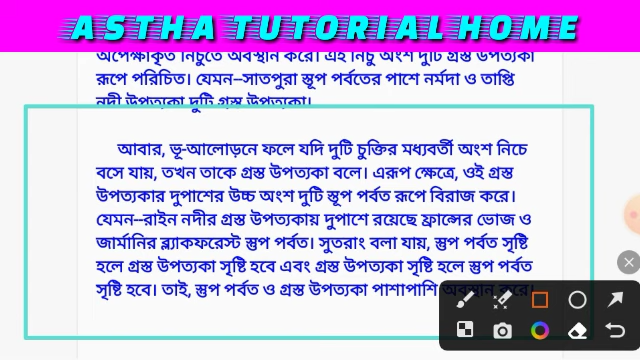 ASTHA TUTORIAL HOME
অপেক্ষাকৃত নিচুতে অবস্থান করে। এই নিচু অংশ দুটি গ্রস্ত উপত্যকা
রূপে পরিচিত। যেমন–সাতপুরা স্তূপ পর্বতের পাশে নর্মদা ও তাপ্তি
নদী উপত্যকা দুটি গ্রস্ত উপত্যকা।
আবার, ভূ-আলোড়নে ফলে যদি দুটি চুক্তির মধ্যবর্তী অংশ নিচে
বসে যায়, তখন তাকে গ্রস্ত উপত্যকা বলে। এরূপ ক্ষেত্রে, ওই গ্রস্ত
উপত্যকার দুপাশের উচ্চ অংশ দুটি স্তূপ পর্বত রূপে বিরাজ করে।
যেমন--রাইন নদীর গ্রস্ত উপত্যকায় দুপাশে রয়েছে ফ্রান্সের ভোজ ও
জার্মানির ব্ল্যাকফরেস্ট স্তুপ পর্বত। সুতরাং বলা যায়, স্তুপ পর্বত সৃষ্টি
হলে গ্রস্ত উপত্যকা সৃষ্টি হবে এবং গ্রস্ত উপত্যকা সৃষ্টি হলে স্তুপ পর্বত
সৃষ্টি হবে। তাই, স্তুপ পর্বত ও গ্রস্ত উপত্যকা পাশাপাশি অবস্থান করে।